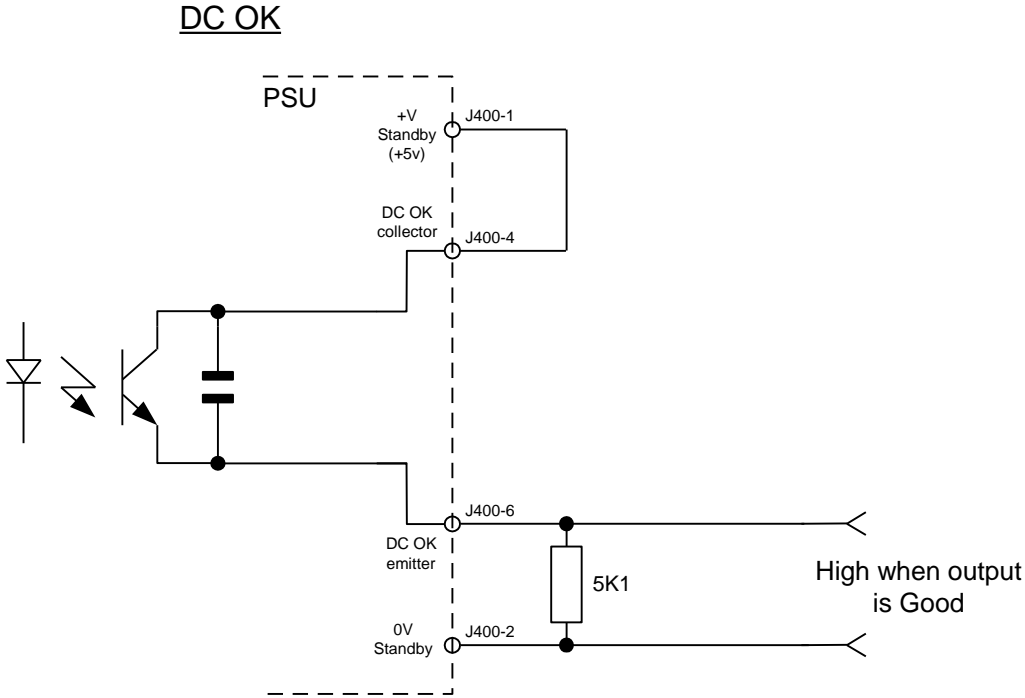 DC OK
PSU
+V
Standby
(+5v)
J400-1
DC OK
collector
J400-4
J400-6
DC OK
emitter
5K1
High when output
is Good
0V
Standby
J400-2